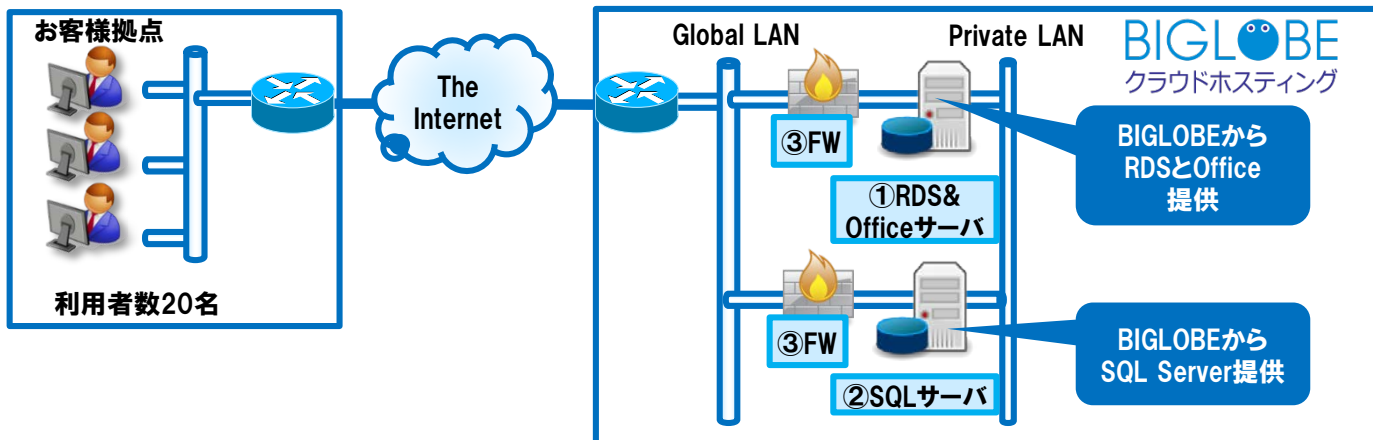 お客様拠点
利用者数20名
The
Internet
Global LAN
Private LAN
BIGLOBE
クラウドホスティング
③FW
①RDS&
Officeサーバ
BIGLOBEから
RDSとOffice
提供
③FW
②SQLサーバ
BIGLOBEから
SQL Server提供